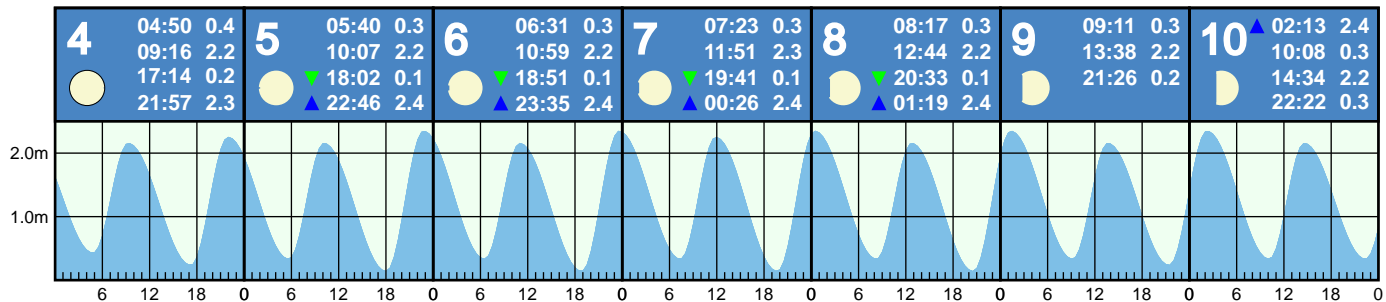 4
04:50 0.4
09:16 2.2
17:14 0.2
21:57 2.3
5
05:40 0.3
10:07 2.2
▼ 18:02 0.1
▲ 22:46 2.4
6
06:31 0.3
10:59 2.2
▼ 18:51 0.1
▲ 23:35 2.4
7
07:23 0.3
11:51 2.3
▼ 19:41 0.1
▲ 00:26 2.4
8
08:17 0.3
12:44 2.2
▼ 20:33 0.1
▲ 01:19 2.4
9
09:11 0.3
13:38 2.2
21:26 0.2
10
▲ 02:13 2.4
10:08 0.3
14:34 2.2
22:22 0.3
2.0m
1.0m
6 12 18 0 6 12 18 0 6 12 18 0 6 12 18 0 6 12 18 0 6 12 18 0 6 12 18 0